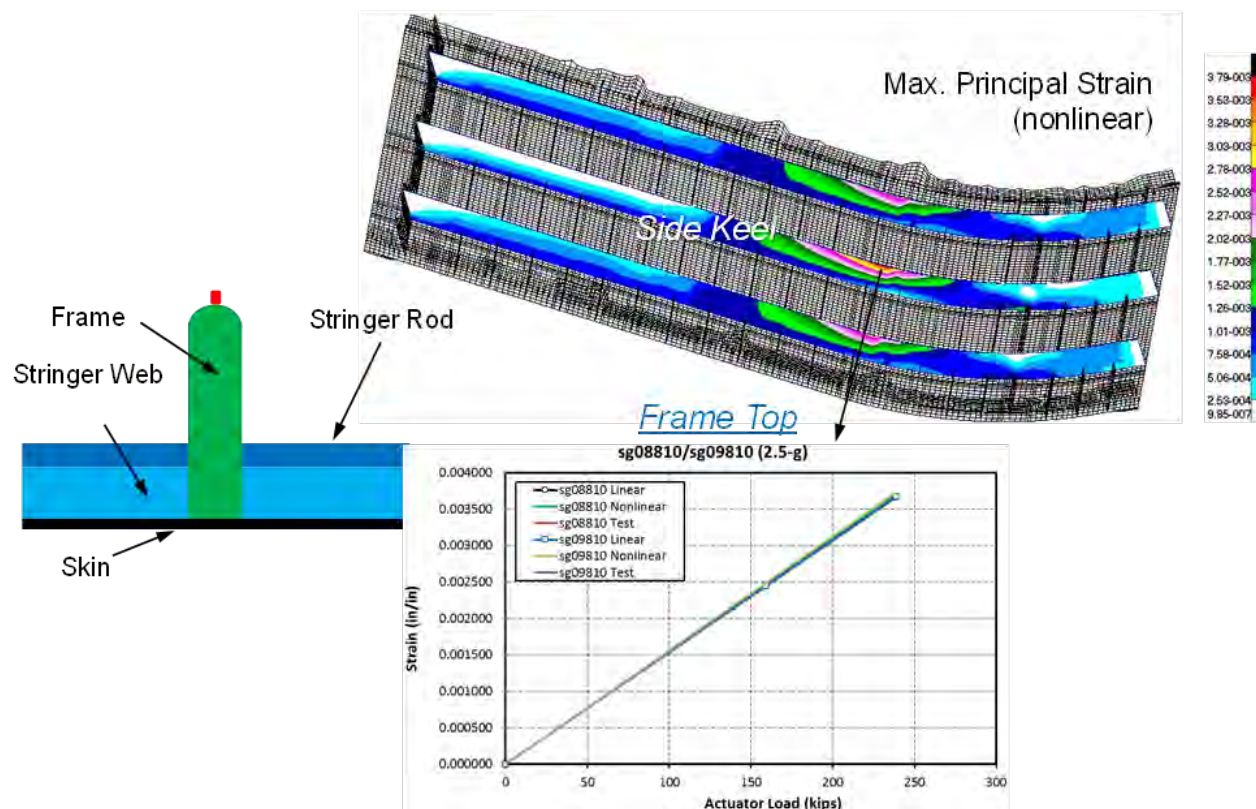 Max. Principal Strain
(nonlinear)
3.79-003
3.53-003
3.28-003
3.03-003
2.78-003
2.52-003
2.27-003
2.02-003
1.52-003
1.26-003
1.01-003
7.58-004
5.06-004
2.53-004
9.85-007
Side Keel
Frame
Stringer Web
Stringer Rod
Skin
Frame Top
sg08810/sg09810 (2.5-g)
sg08810 Linear
sg08810 Nonlinear
sg08810 Test
sg09810 Linear
sg09810 Nonlinear
sg09810 Test
Strain (in/in)
0.004000
0.003500
0.003000
0.002500
0.002000
0.001500
0.001000
0.000500
0.000000
0 50 100 150 200 250 300
Actuator Load (kips)